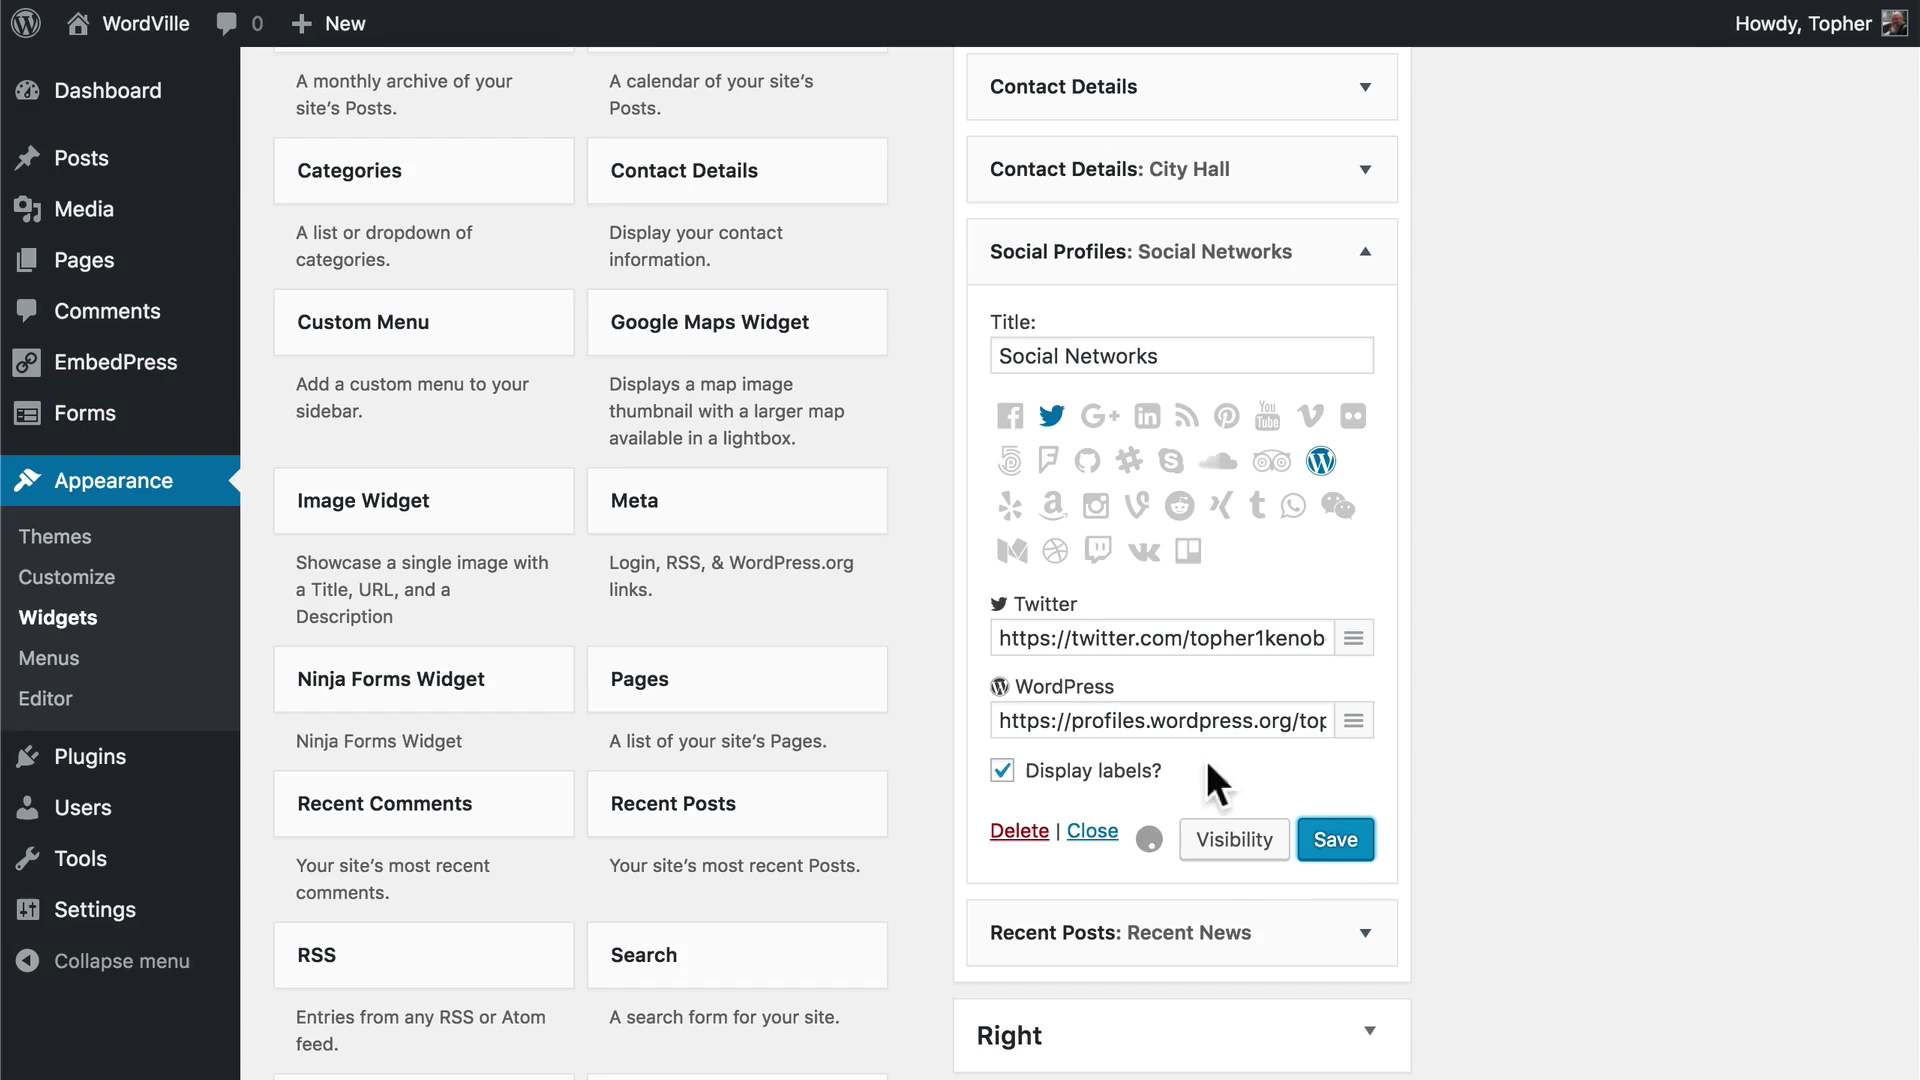 WordVille
0
New
Howdy, Topher
Dashboard
Posts
Media
Pages
Comments
EmbedPress
Forms
Appearance
Themes
Customize
Widgets
Menus
Editor
Plugins
Users
Tools
Settings
Collapse menu
A monthly archive of your
site's Posts.
A calendar of your site's
Posts.
Categories
Contact Details
A list or dropdown of
categories.
Display your contact
information.
Custom Menu
Google Maps Widget
Add a custom menu to your
sidebar.
Displays a map image
thumbnail with a larger map
available in a lightbox.
Image Widget
Meta
Showcase a single image with
a Title, URL, and a
Description
Login, RSS, & WordPress.org
links.
Ninja Forms Widget
Pages
Ninja Forms Widget
A list of your site's Pages.
Recent Comments
Recent Posts
Your site's most recent
comments.
Your site's most recent Posts.
RSS
Search
Entries from any RSS or Atom
feed.
A search form for your site.
Contact Details
Contact Details: City Hall
Social Profiles: Social Networks
Title:
Social Networks
You
Tube
Twitter
https://twitter.com/topher1kenob
WordPress
https://profiles.wordpress.org/top
Display labels?
Delete | Close
Visibility
Save
Recent Posts: Recent News
Right